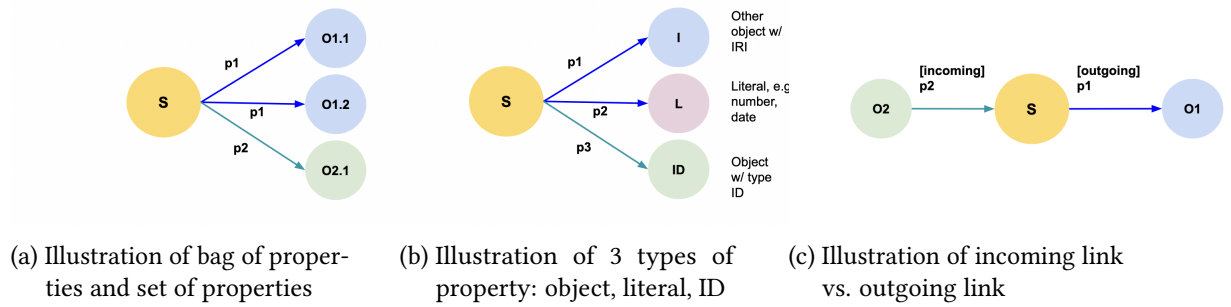 O1.1
p1
S
O1.2
p1
p2
O2.1
(a) Illustration of bag of proper-
ties and set of properties
Other
object w/
IRI
I
p1
S
L
Literal, e.g
number,
date
p2
p3
ID
Object
w/ type
ID
(b) Illustration of 3 types of
property: object, literal, ID
[incoming]
p2
[outgoing]
p1
O2
S
O1
(c) Illustration of incoming link
vs. outgoing link